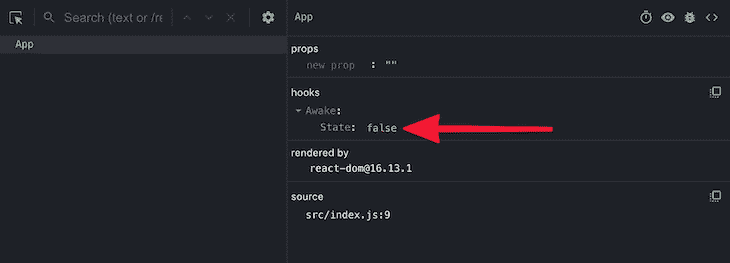 Search (text or /re
App
App
props
new prop : ""
hooks
Awake:
State: false
rendered by
react-dom@16.13.1
source
src/index.js:9